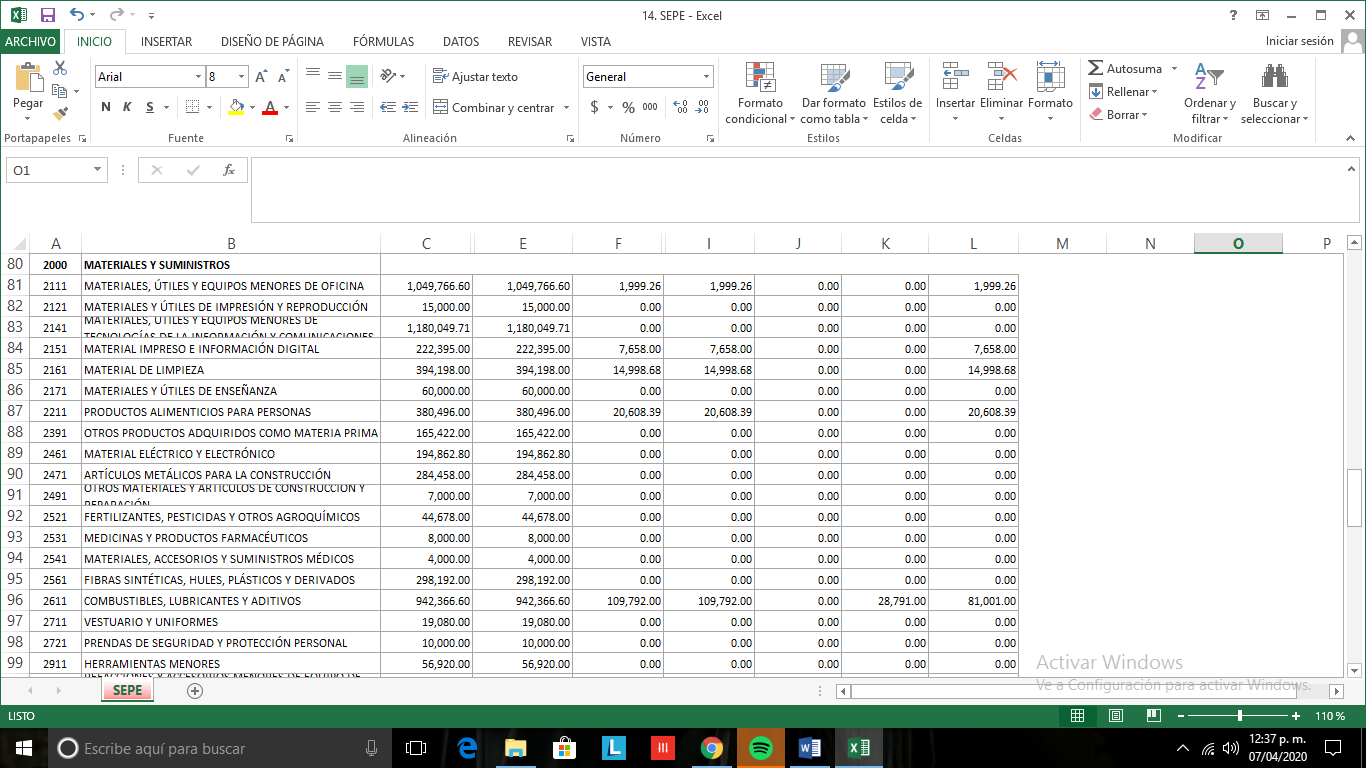 14. SEPE - Excel
ARCHIVO INICIO INSERTAR DISEÑO DE PÁGINA FÓRMULAS DATOS REVISAR VISTA Iniciar sesión
Pegar
Portapapeles
Arial 8
N K S
Fuente
Ajustar texto
Combinar y centrar
Alineación
General
$ % 000
Número
Formato condicional
Dar formato como tabla
Estilos de celda
Estilos
Insertar Eliminar Formato
Celdas
Autosuma
Rellenar
Borrar
Ordenar y filtrar
Buscar y seleccionar
Modificar
O1 fx
A B C E F I J K L M N O P
80 2000 MATERIALES Y SUMINISTROS
81 2111 MATERIALES, ÚTILES Y EQUIPOS MENORES DE OFICINA 1,049,766.60 1,049,766.60 1,999.26 1,999.26 0.00 0.00 1,999.26
82 2121 MATERIALES Y ÚTILES DE IMPRESIÓN Y REPRODUCCIÓN 15,000.00 15,000.00 0.00 0.00 0.00 0.00 0.00
83 2141 MATERIALES, ÚTILES Y EQUIPOS MENORES DE TECNOLOGÍAS DE LA INFORMACIÓN Y COMUNICACIONES 1,180,049.71 1,180,049.71 0.00 0.00 0.00 0.00 0.00
84 2151 MATERIAL IMPRESO E INFORMACIÓN DIGITAL 222,395.00 222,395.00 7,658.00 7,658.00 0.00 0.00 7,658.00
85 2161 MATERIAL DE LIMPIEZA 394,198.00 394,198.00 14,998.68 14,998.68 0.00 0.00 14,998.68
86 2171 MATERIALES Y ÚTILES DE ENSEÑANZA 60,000.00 60,000.00 0.00 0.00 0.00 0.00 0.00
87 2211 PRODUCTOS ALIMENTICIOS PARA PERSONAS 380,496.00 380,496.00 20,608.39 20,608.39 0.00 0.00 20,608.39
88 2391 OTROS PRODUCTOS ADQUIRIDOS COMO MATERIA PRIMA 165,422.00 165,422.00 0.00 0.00 0.00 0.00 0.00
89 2461 MATERIAL ELÉCTRICO Y ELECTRÓNICO 194,862.80 194,862.80 0.00 0.00 0.00 0.00 0.00
90 2471 ARTÍCULOS METÁLICOS PARA LA CONSTRUCCIÓN 284,458.00 284,458.00 0.00 0.00 0.00 0.00 0.00
91 2491 OTROS MATERIALES Y ARTÍCULOS DE CONSTRUCCIÓN Y REPARACIÓN 7,000.00 7,000.00 0.00 0.00 0.00 0.00 0.00
92 2521 FERTILIZANTES, PESTICIDAS Y OTROS AGROQUÍMICOS 44,678.00 44,678.00 0.00 0.00 0.00 0.00 0.00
93 2531 MEDICINAS Y PRODUCTOS FARMACÉUTICOS 8,000.00 8,000.00 0.00 0.00 0.00 0.00 0.00
94 2541 MATERIALES, ACCESORIOS Y SUMINISTROS MÉDICOS 4,000.00 4,000.00 0.00 0.00 0.00 0.00 0.00
95 2561 FIBRAS SINTÉTICAS, HULES, PLÁSTICOS Y DERIVADOS 298,192.00 298,192.00 0.00 0.00 0.00 0.00 0.00
96 2611 COMBUSTIBLES, LUBRICANTES Y ADITIVOS 942,366.60 942,366.60 109,792.00 109,792.00 0.00 28,791.00 81,001.00
97 2711 VESTUARIO Y UNIFORMES 19,080.00 19,080.00 0.00 0.00 0.00 0.00 0.00
98 2721 PRENDAS DE SEGURIDAD Y PROTECCIÓN PERSONAL 10,000.00 10,000.00 0.00 0.00 0.00 0.00 0.00
99 2911 HERRAMIENTAS MENORES 56,920.00 56,920.00 0.00 0.00 0.00 0.00 0.00
REFACCIONES Y ACCESORIOS MENORES DE EQUIPO DE
Activar Windows
Ve a Configuración para activar Windows.
SEPE
LISTO 110 %
Escribe aquí para buscar
12:37 p. m.
07/04/2020